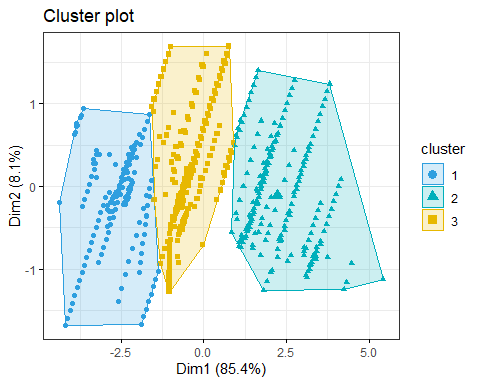 Cluster plot
Dim2 (8.1%)
1
0
-1
-2.5
0.0
2.5
5.0
Dim1 (85.4%)
cluster
1
2
3